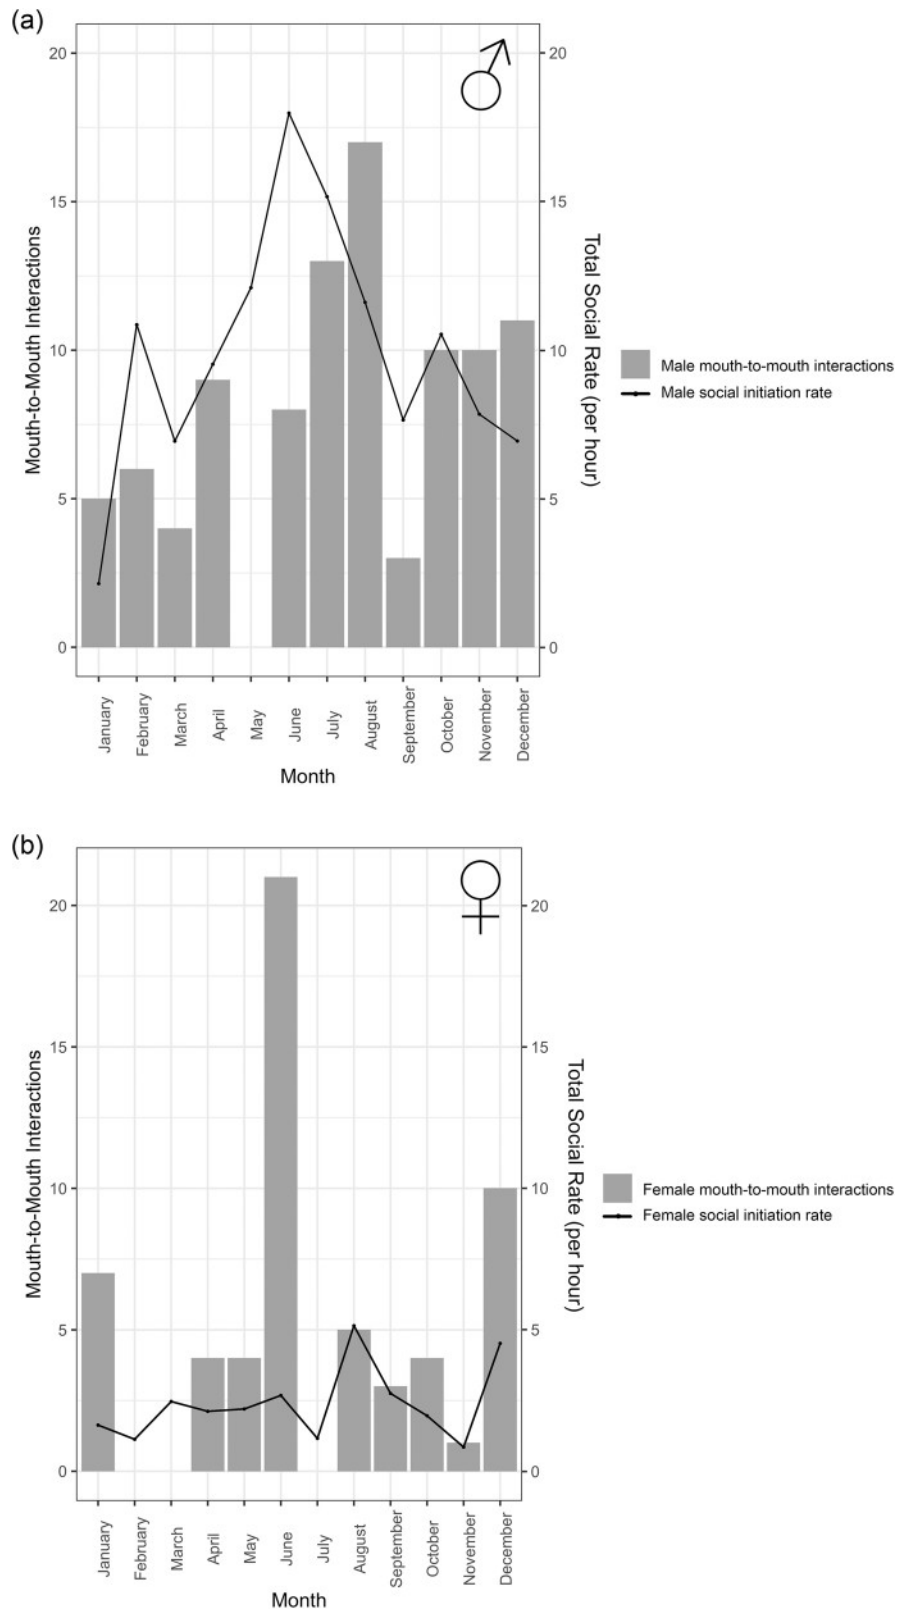 (a)
20
15
10
5
0
Mouth-to-Mouth Interactions
20
15
10
5
0
Total Social Rate (per hour)
January
February
March
April
May
June
July
August
September
October
November
December
Month
Male mouth-to-mouth interactions
Male social initiation rate
(b)
20
15
10
5
0
Mouth-to-Mouth Interactions
20
15
10
5
0
Total Social Rate (per hour)
January
February
March
April
May
June
July
August
September
October
November
December
Month
Female mouth-to-mouth interactions
Female social initiation rate